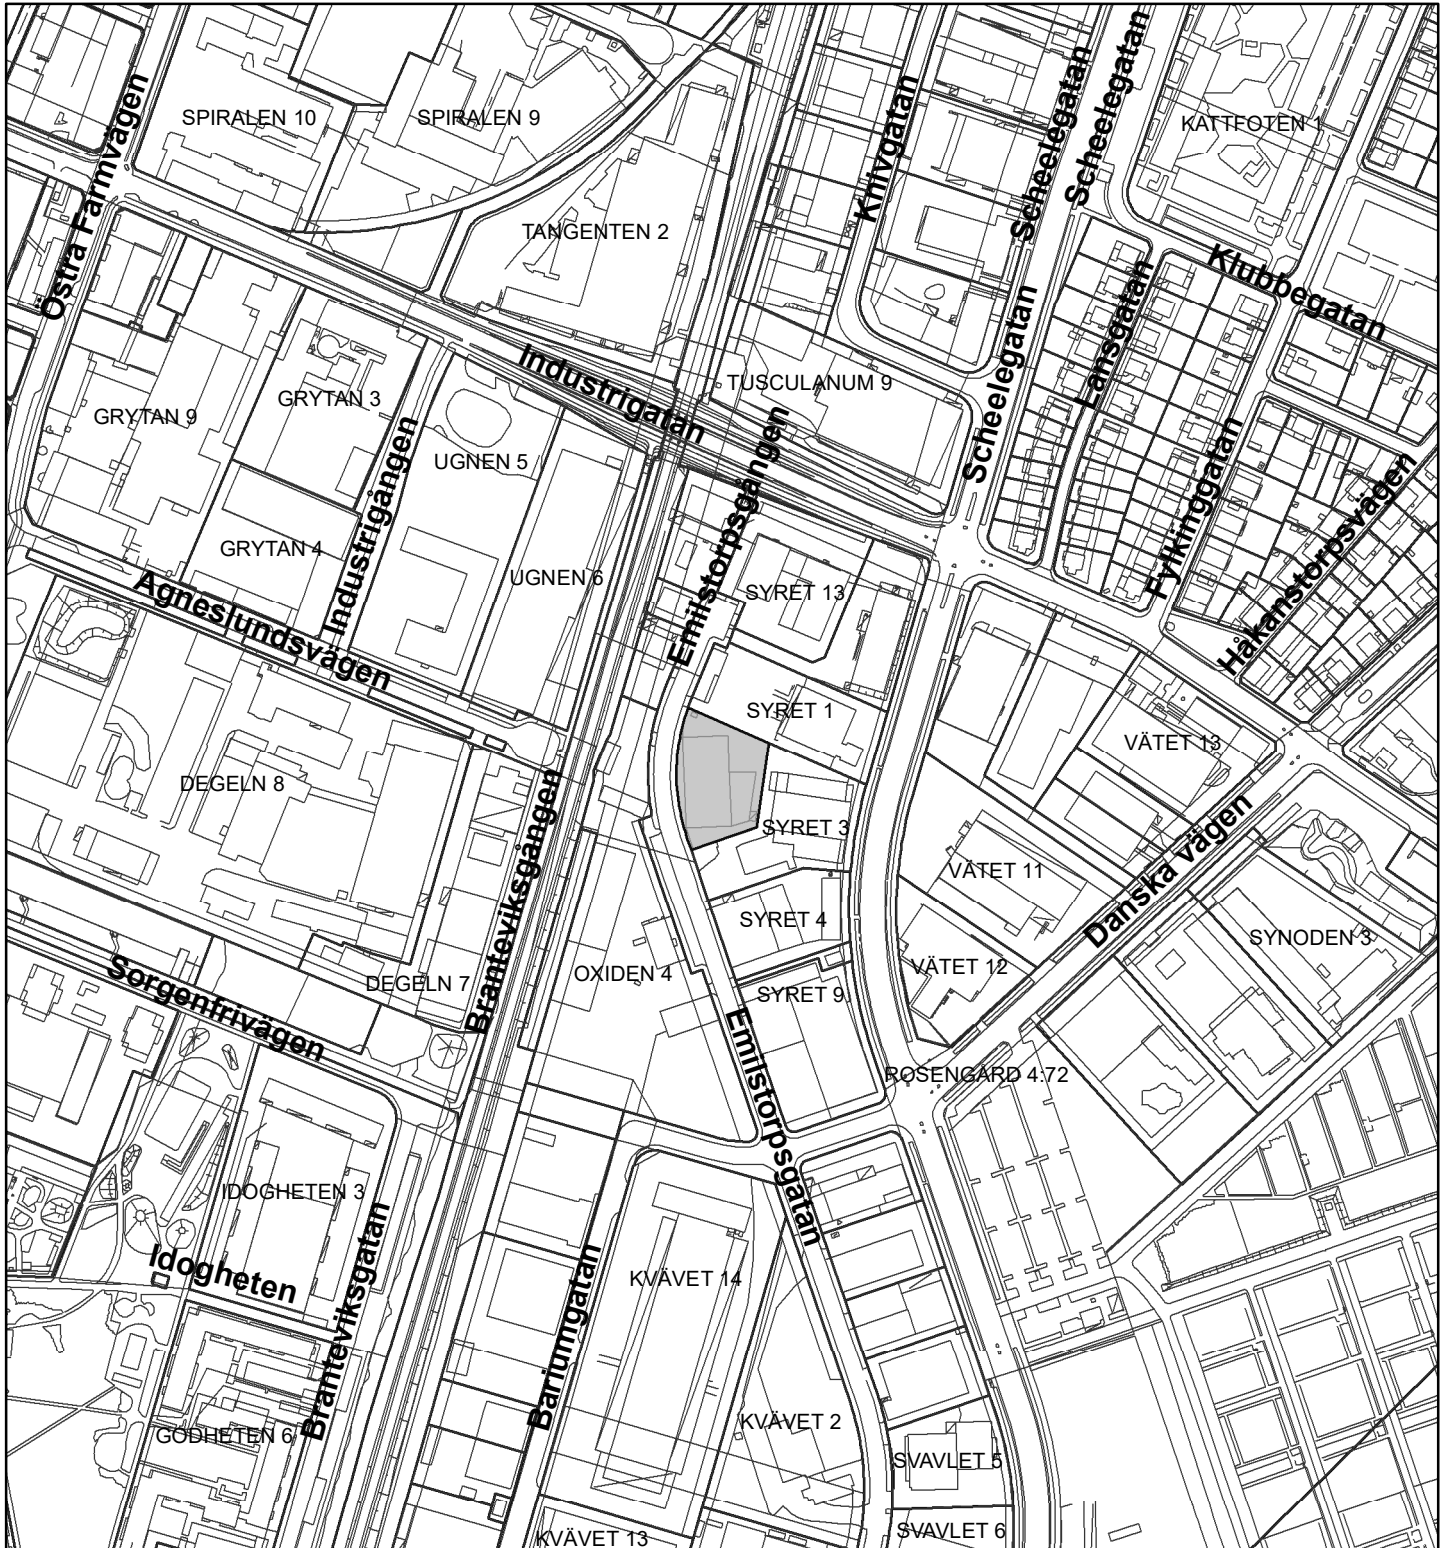 SPIRALEN 10
SPIRALEN 9
KATTFOTEN 1
Östra Farmvägen
Knivgatan
Scheelegatan
Scheelegatan
TANGENTEN 2
Klubbegatan
Lansgatan
Industrigatan
TUSCULANUM 9
Scheelegatan
GRYTAN 3
GRYTAN 9
UGNEN 5
Industrigången
Emilstorpsgången
Fylkinggatan
Håkanstorpsvägen
GRYTAN 4
UGNEN 6
SYRET 13
Agneslundsvägen
SYRET 1
VÄTET 13
DEGELN 8
SYRET 3
Branteviksgången
VÄTET 11
Danska vägen
SYRET 4
SYNODEN 3
Sorgenfrivägen
DEGELN 7
OXIDEN 4
VÄTET 12
SYRET 9
ROSENGÅRD 4:72
Emilstorpsgatan
IDOGHETEN 3
Idogheten
Branteviksgatan
Bariumgatan
KVÄVET 14
KVÄVET 2
GODHETEN 6
SVAVLET 5
KVÄVET 13
SVAVLET 6